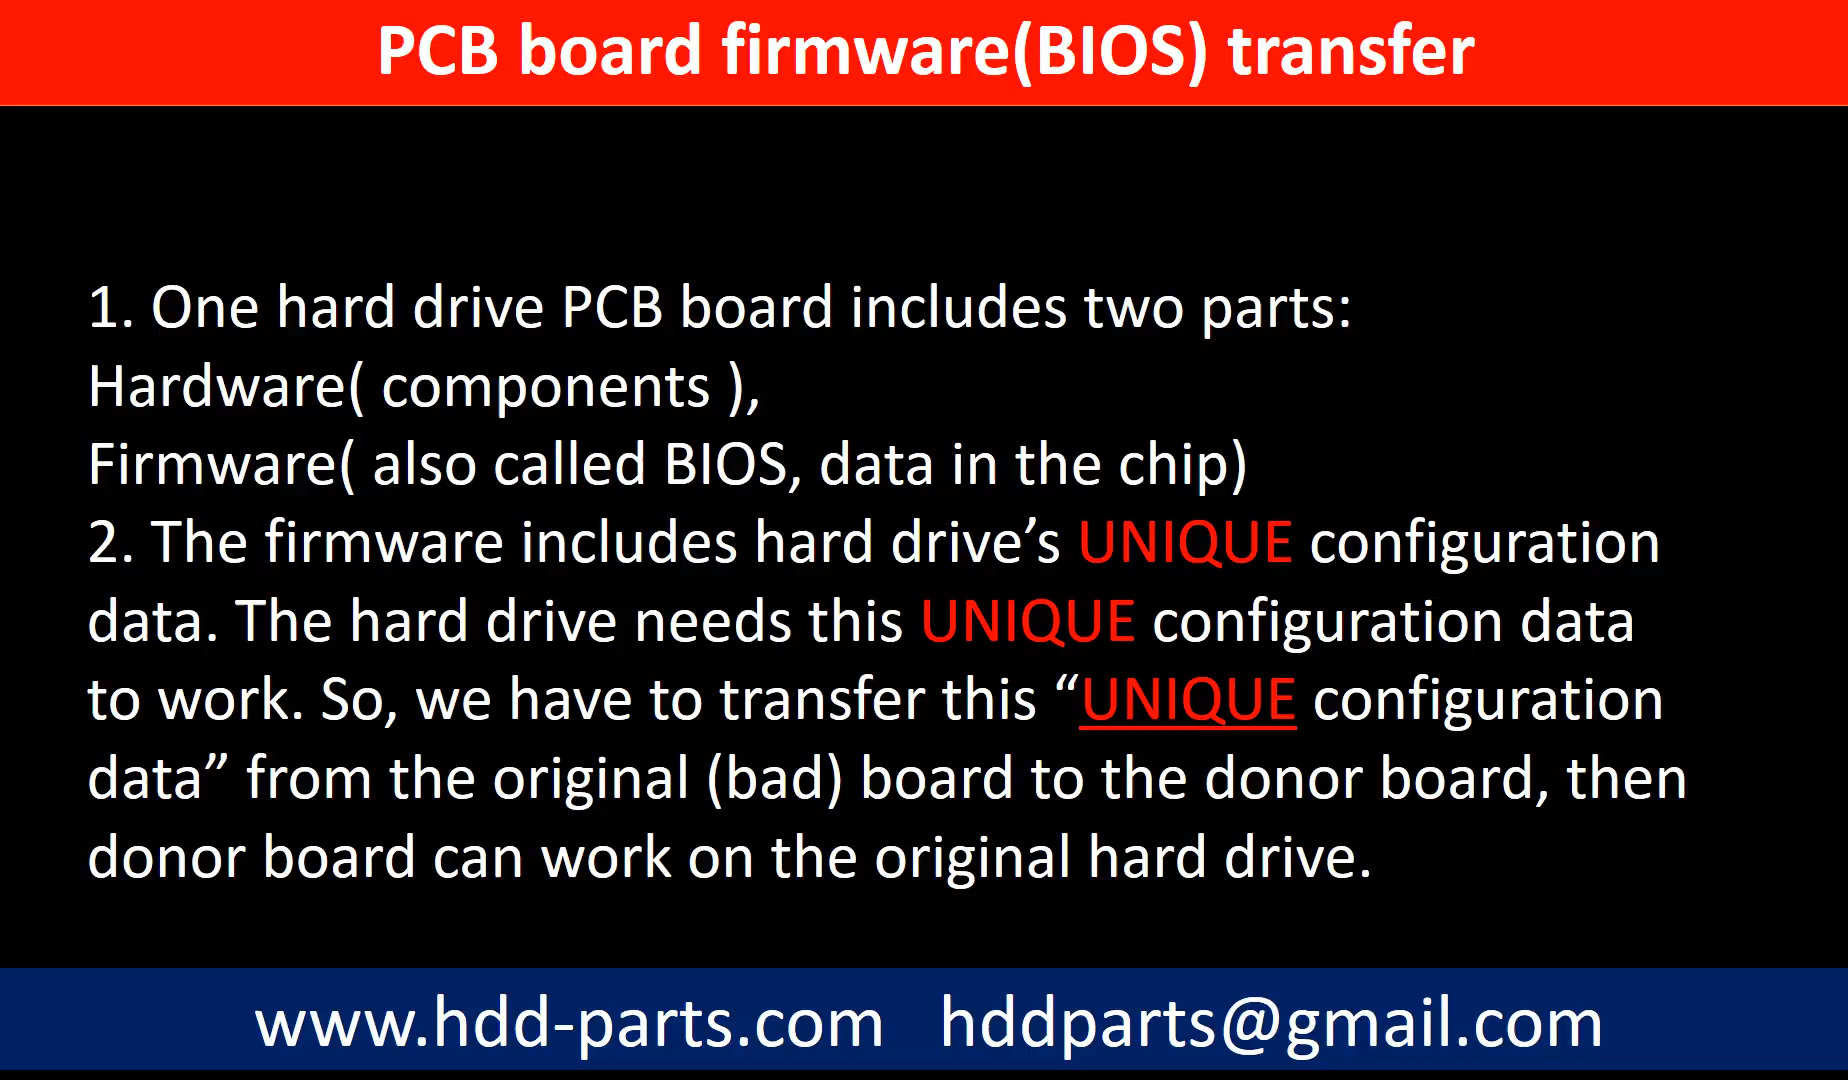 PCB board firmware(BIOS) transfer
1. One hard drive PCB board includes two parts:
Hardware( components ),
Firmware( also called BIOS, data in the chip)
2. The firmware includes hard drive’s UNIQUE configuration
data. The hard drive needs this UNIQUE configuration data
to work. So, we have to transfer this “UNIQUE configuration
data” from the original (bad) board to the donor board, then
donor board can work on the original hard drive.
www.hdd-parts.com hddparts@gmail.com